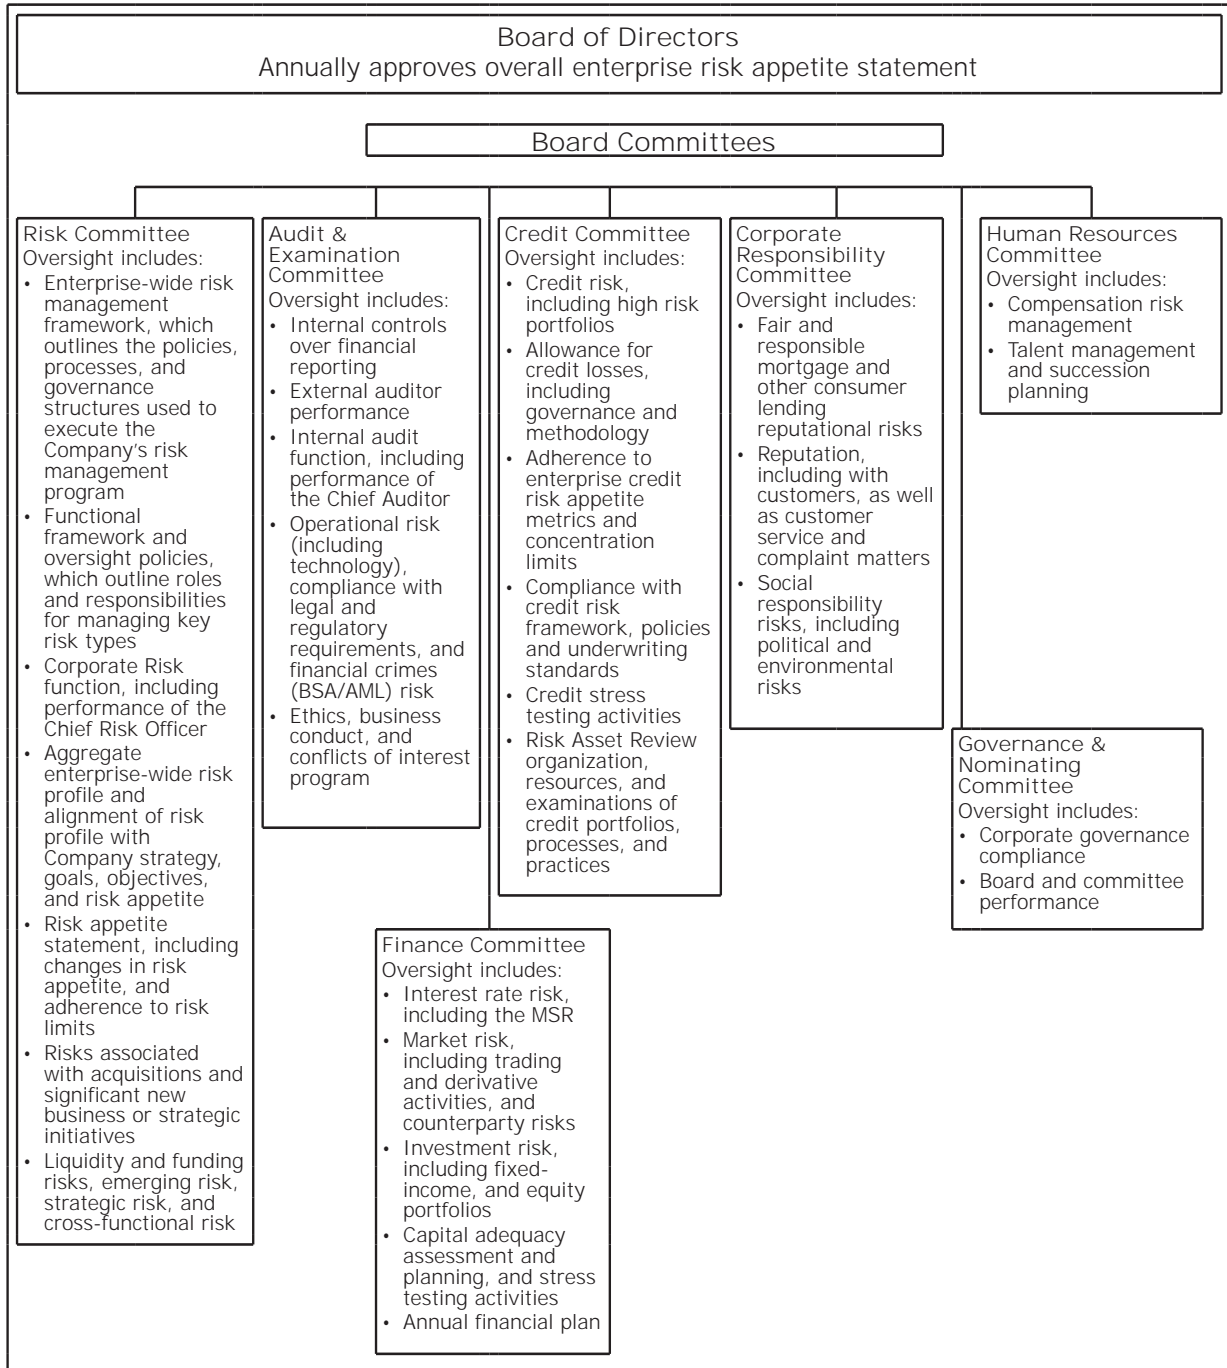 Board of Directors
Annually approves overall enterprise risk appetite statement
Board Committees
Risk Committee
Oversight includes:
• Enterprise-wide risk
management
framework, which
outlines the policies,
processes, and
governance
structures used to
execute the
Company’s risk
management
program
• Functional
framework and
oversight policies,
which outline roles
and responsibilities
for managing key
risk types
• Corporate Risk
function, including
performance of the
Chief Risk Officer
• Aggregate
enterprise-wide risk
profile and
alignment of risk
profile with
Company strategy,
goals, objectives,
and risk appetite
• Risk appetite
statement, including
changes in risk
appetite, and
adherence to risk
limits
• Risks associated
with acquisitions and
significant new
business or strategic
initiatives
• Liquidity and funding
risks, emerging risk,
strategic risk, and
cross-functional risk
Audit &
Examination
Committee
Oversight includes:
• Internal controls
over financial
reporting
• External auditor
performance
• Internal audit
function, including
performance of
the Chief Auditor
• Operational risk
(including
technology),
compliance with
legal and
regulatory
requirements, and
financial crimes
(BSA/AML) risk
• Ethics, business
conduct, and
conflicts of interest
program
Finance Committee
Oversight includes:
• Interest rate risk,
including the MSR
• Market risk,
including trading
and derivative
activities, and
counterparty risks
• Investment risk,
including fixed-
income, and equity
portfolios
• Capital adequacy
assessment and
planning, and stress
testing activities
• Annual financial plan
Credit Committee
Oversight includes:
• Credit risk,
including high risk
portfolios
• Allowance for
credit losses,
including
governance and
methodology
• Adherence to
enterprise credit
risk appetite
metrics and
concentration
limits
• Compliance with
credit risk
framework, policies
and underwriting
standards
• Credit stress
testing activities
• Risk Asset Review
organization,
resources, and
examinations of
credit portfolios,
processes, and
practices
Corporate
Responsibility
Committee
Oversight includes:
• Fair and
responsible
mortgage and
other consumer
lending
reputational risks
• Reputation,
including with
customers, as well
as customer
service and
complaint matters
• Social
responsibility
risks, including
political and
environmental
risks
Governance &
Nominating
Committee
Oversight includes:
• Corporate governance
compliance
• Board and committee
performance
Human Resources
Committee
Oversight includes:
• Compensation risk
management
• Talent management
and succession
planning